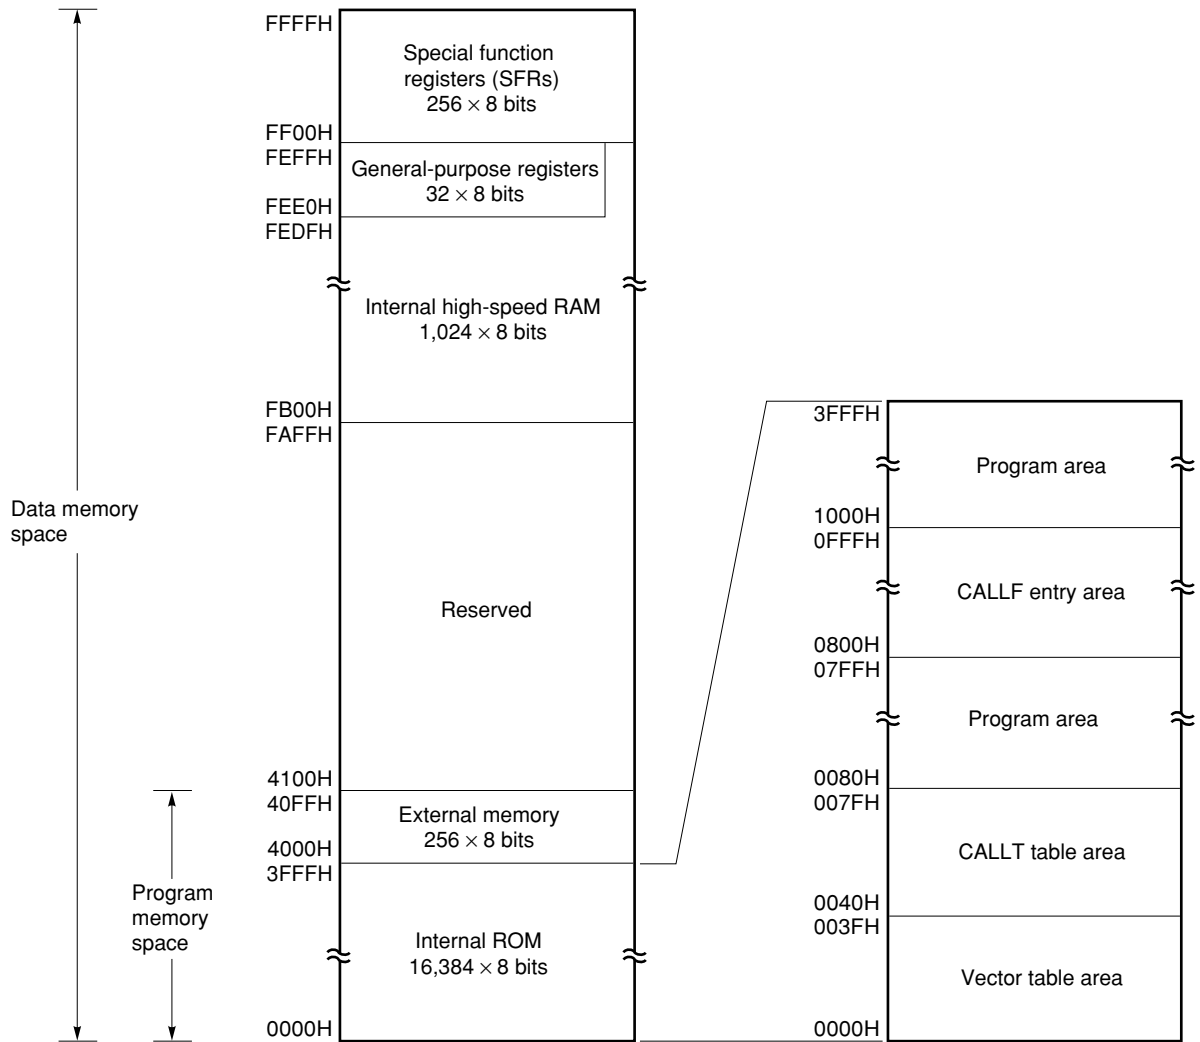 FFFFH
Special function
registers (SFRs)
256 × 8 bits
FF00H
FEFFH
General-purpose registers
32 × 8 bits
FEE0H
FEDFH
Internal high-speed RAM
1,024 × 8 bits
FB00H
FAFFH
Data memory
space
Reserved
4100H
40FFH
External memory
256 × 8 bits
4000H
3FFFH
Program
memory
space
Internal ROM
16,384 × 8 bits
0000H
3FFFH
Program area
1000H
0FFFH
CALLF entry area
0800H
07FFH
Program area
0080H
007FH
CALLT table area
0040H
003FH
Vector table area
0000H